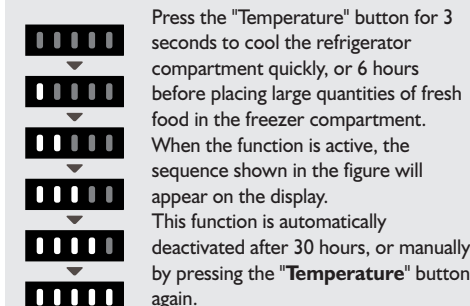 Press the "Temperature" button for 3
seconds to cool the refrigerator
compartment quickly, or 6 hours
before placing large quantities of fresh
food in the freezer compartment.
When the function is active, the
sequence shown in the figure will
appear on the display.
This function is automatically
deactivated after 30 hours, or manually
by pressing the "Temperature" button
again.